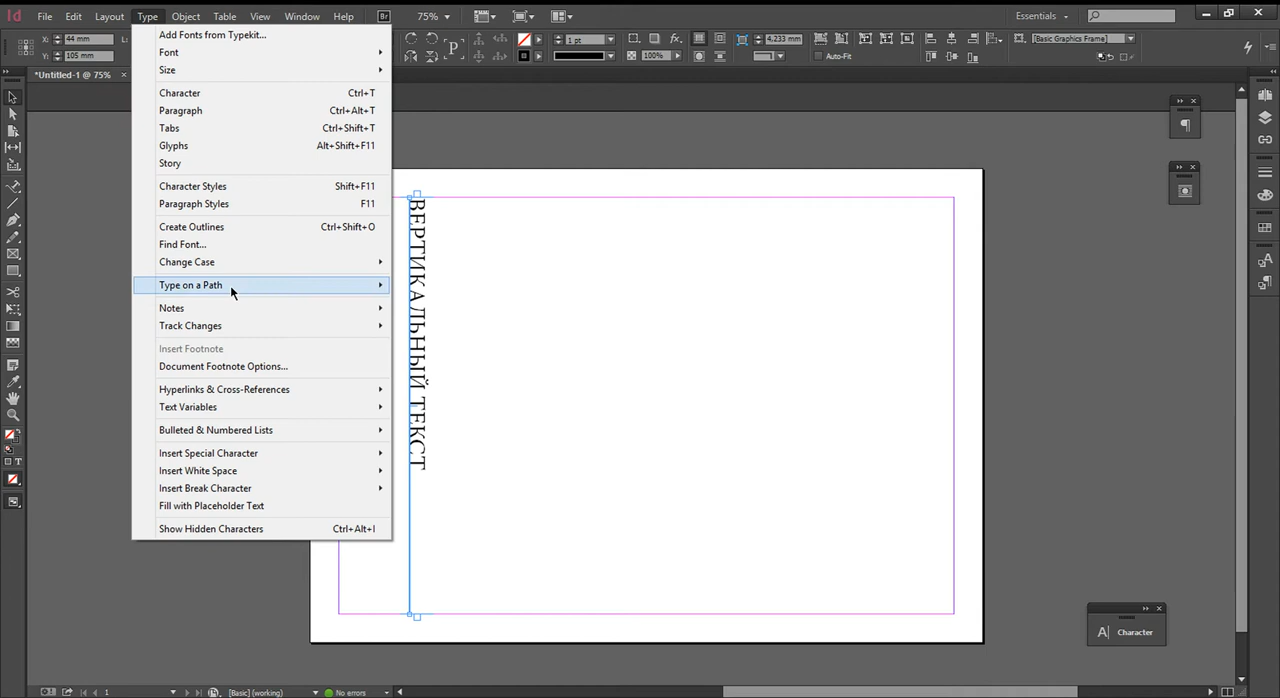 Id File Edit Layout Type Object Table View Window Help Br 75% Essentials
X: 44 mm
Y: 105 mm
P 1 pt fx. 100% 4,233 mm Auto-Fit [Basic Graphics Frame]
*Untitled-1 @ 75% ×
Add Fonts from Typekit...
Font
Size
Character Ctrl+T
Paragraph Ctrl+Alt+T
Tabs Ctrl+Shift+T
Glyphs Alt+Shift+F11
Story
Character Styles Shift+F11
Paragraph Styles F11
Create Outlines Ctrl+Shift+O
Find Font...
Change Case
Type on a Path
Notes
Track Changes
Insert Footnote
Document Footnote Options...
Hyperlinks & Cross-References
Text Variables
Bulleted & Numbered Lists
Insert Special Character
Insert White Space
Insert Break Character
Fill with Placeholder Text
Show Hidden Characters Ctrl+Alt+I
ВЕРТИКАЛЬНЫЙ ТЕКСТ
A Character
1 [Basic] (working) No errors